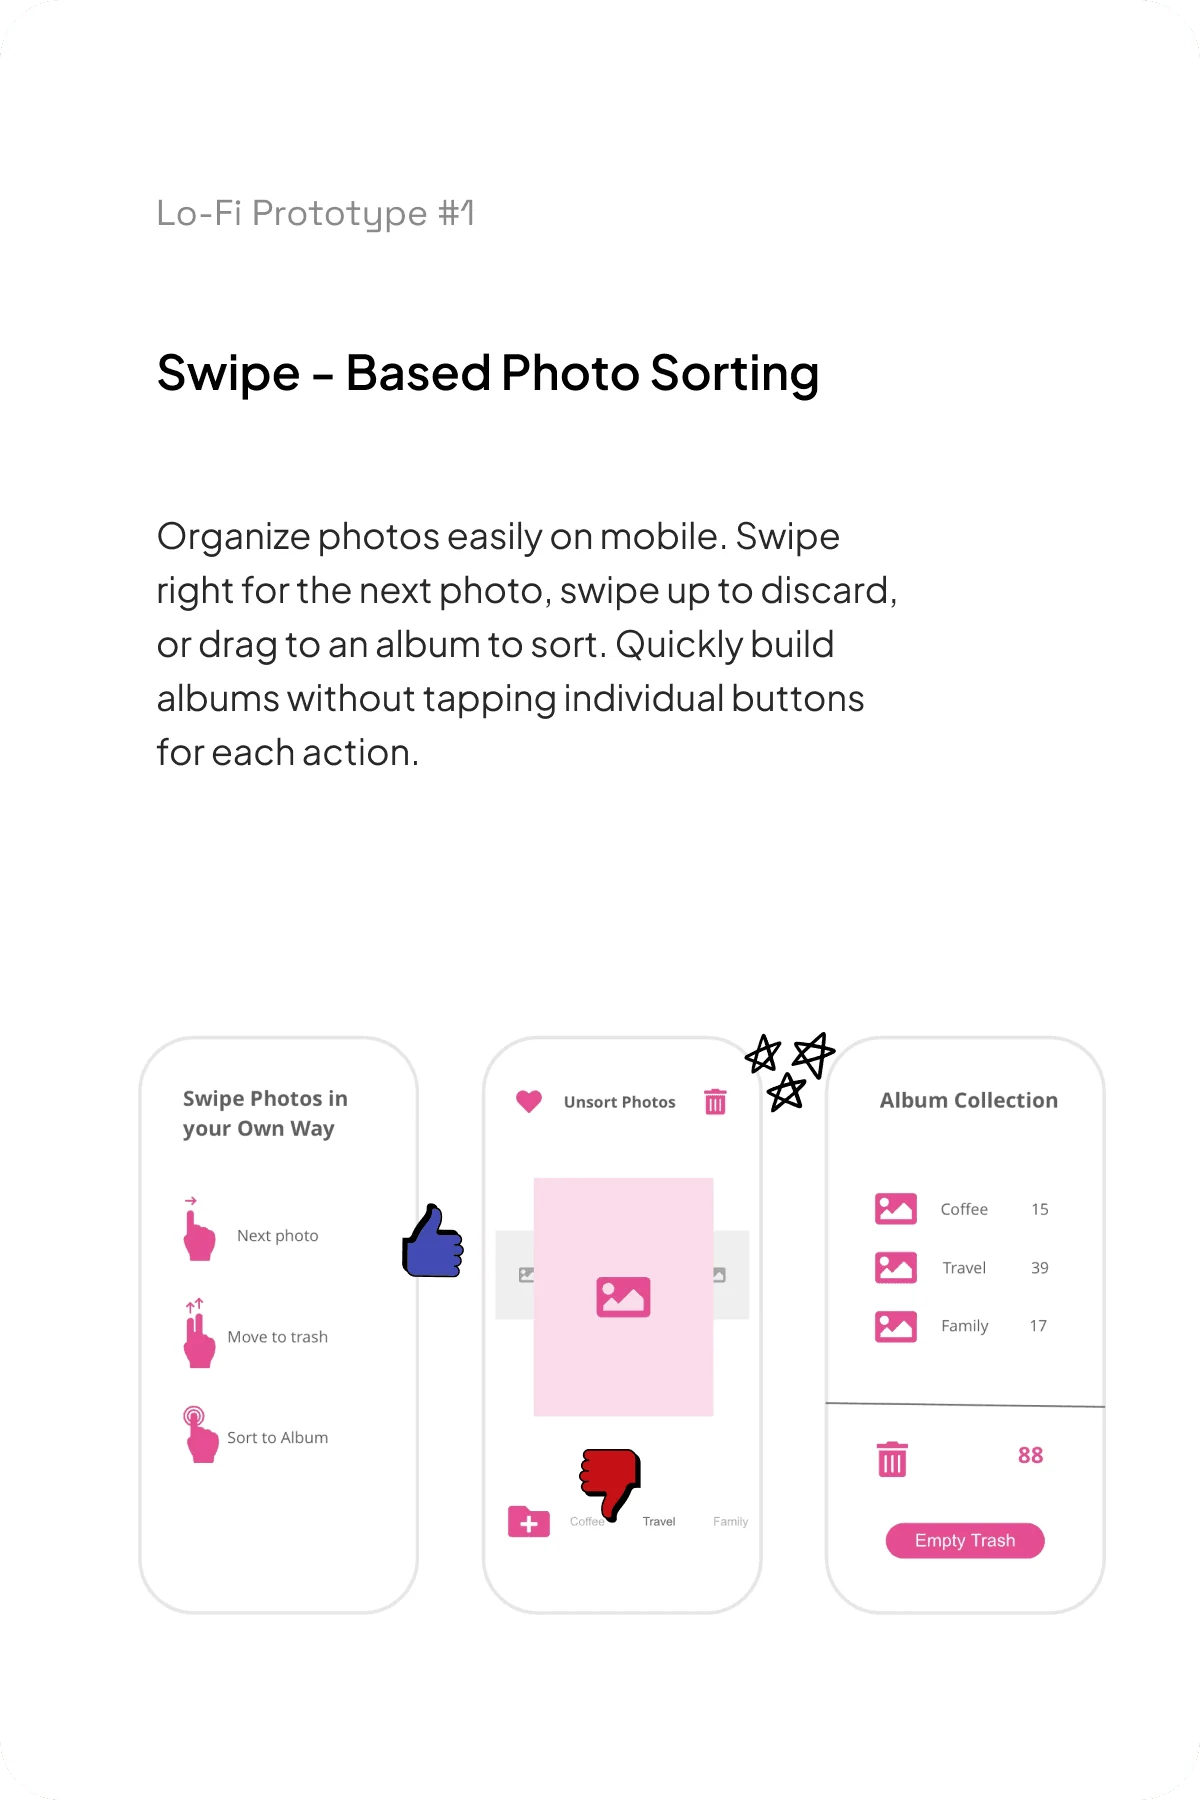 Lo-Fi Prototype #1
Swipe - Based Photo Sorting
Organize photos easily on mobile. Swipe
right for the next photo, swipe up to discard,
or drag to an album to sort. Quickly build
albums without tapping individual buttons
for each action.
Swipe Photos in
your Own Way
Next photo
Move to trash
Sort to Album
Unsort Photos
Coffee Travel Family
Album Collection
Coffee 15
Travel 39
Family 17
88
Empty Trash